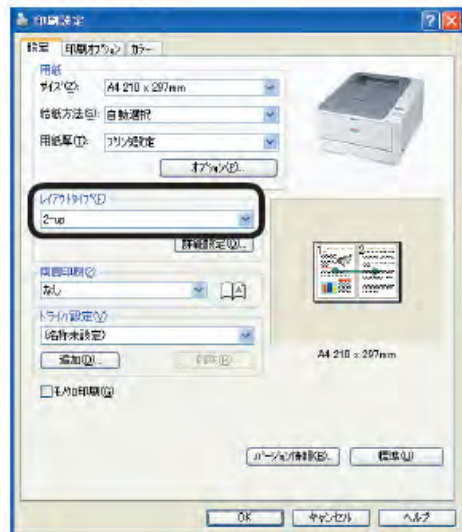 印刷設定
設定 印刷オプション カラー
用紙
サイズ(Z): A4 210 x 297mm
給紙方法(S): 自動選択
用紙厚(T): プリンタ設定
オプション(P)...
レイアウトタイプ(E)
2-up
詳細設定(O)...
両面印刷(2)
なし
ドライバ設定(V)
(名称未設定)
追加(D)... 削除(R)
A4 210 x 297mm
モノクロ印刷(G)
バージョン情報(B)... 標準(U)
OK キャンセル ヘルプ